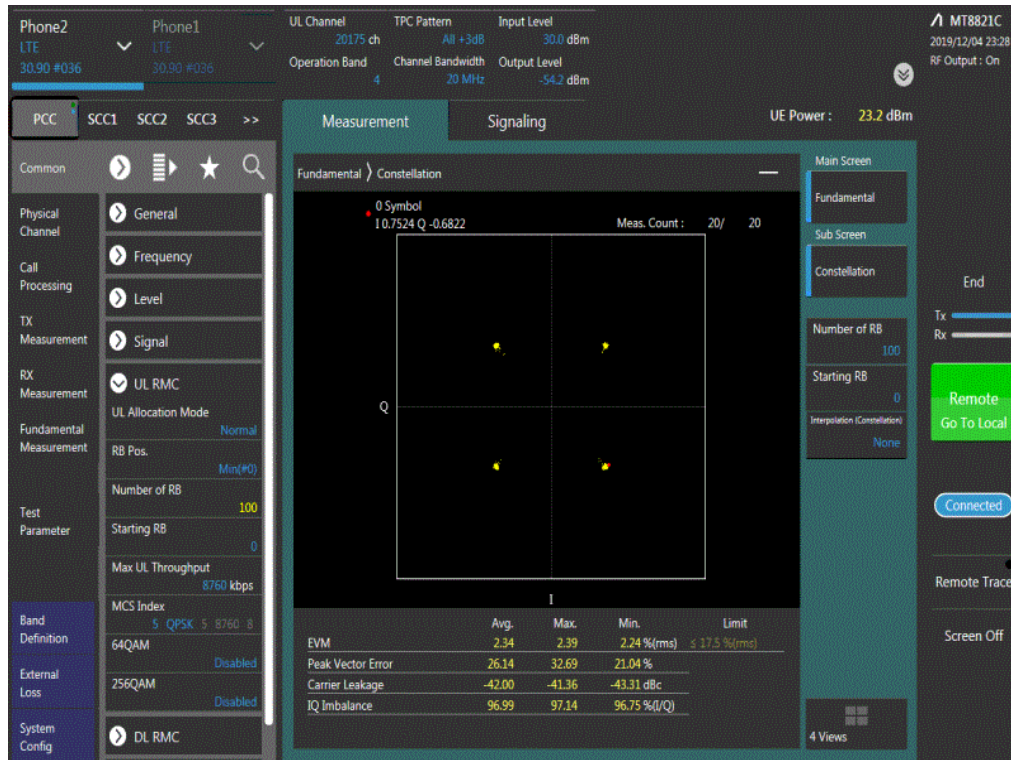 Phone2
LTE
30.90 #036
Phone1
LTE
30.90 #036
UL Channel
20175 ch
TPC Pattern
All +3dB
Input Level
30.0 dBm
Operation Band
4
Channel Bandwidth
20 MHz
Output Level
-54.2 dBm
MT8821C
2019/12/04 23:28
RF Output : On
PCC SCC1 SCC2 SCC3 >>
Measurement
Signaling
UE Power : 23.2 dBm
Common
Physical
Channel
Call
Processing
TX
Measurement
RX
Measurement
Fundamental
Measurement
Test
Parameter
Band
Definition
External
Loss
System
Config
General
Frequency
Level
Signal
UL RMC
UL Allocation Mode
Normal
RB Pos.
Min(#0)
Number of RB
100
Starting RB
0
Max UL Throughput
8760 kbps
MCS Index
5 QPSK 5 8760 8
64QAM
Disabled
256QAM
Disabled
DL RMC
Fundamental 〉 Constellation
0 Symbol
I 0.7524 Q -0.6822
Meas. Count : 20/ 20
Q
I
Avg. Max. Min. Limit
EVM 2.34 2.39 2.24 %(rms) ≤ 17.5 %(rms)
Peak Vector Error 26.14 32.69 21.04 %
Carrier Leakage -42.00 -41.36 -43.31 dBc
IQ Imbalance 96.99 97.14 96.75 %(I/Q)
Main Screen
Fundamental
Sub Screen
Constellation
Number of RB
100
Starting RB
0
Interpolation (Constellation)
None
4 Views
End
Tx
Rx
Remote
Go To Local
Connected
Remote Trace
Screen Off